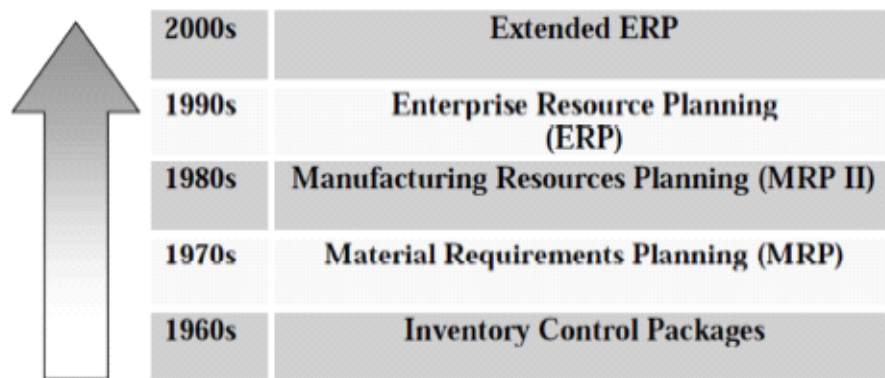 2000s Extended ERP
1990s Enterprise Resource Planning
(ERP)
1980s Manufacturing Resources Planning (MRP II)
1970s Material Requirements Planning (MRP)
1960s Inventory Control Packages